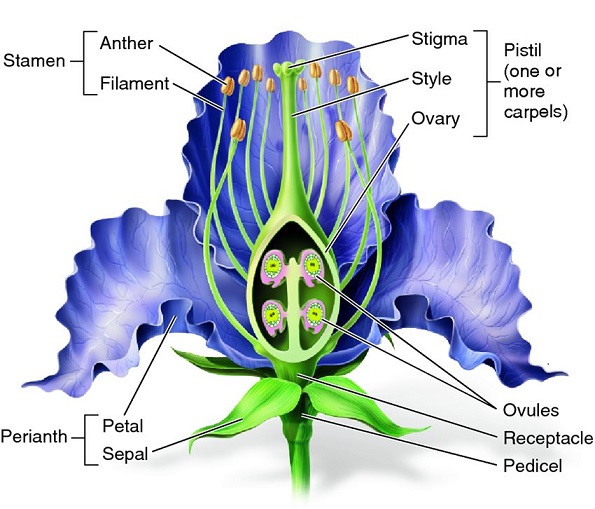 Stamen
Anther
Filament
Stigma
Style
Ovary
Pistil
(one or
more
carpels)
Perianth
Petal
Sepal
Ovules
Receptacle
Pedicel